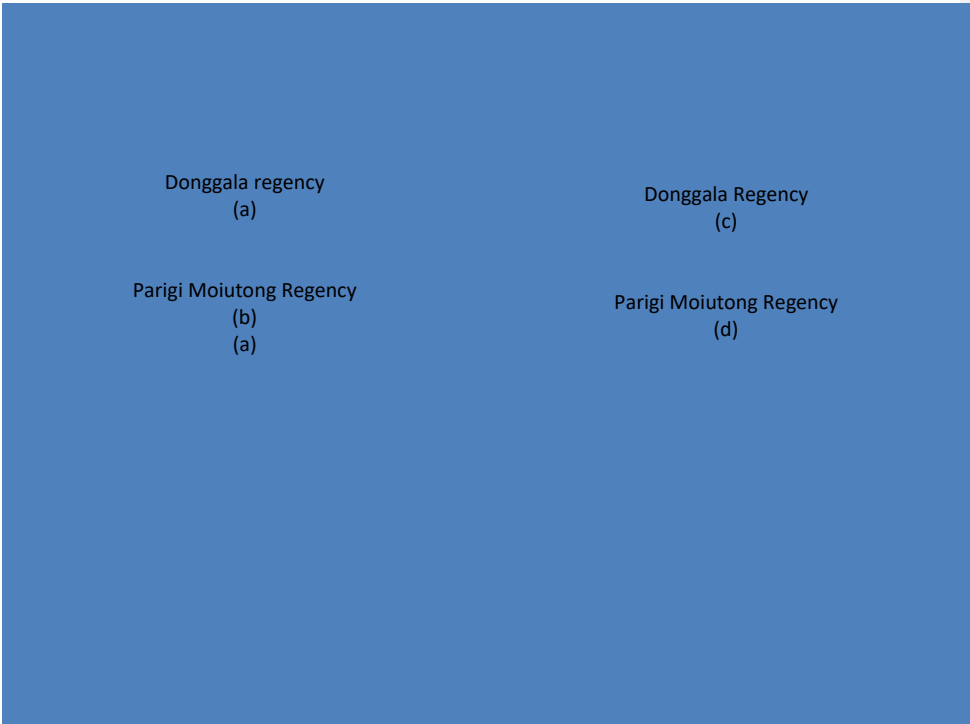 Donggala regency
(a)
Parigi Moiutong Regency
(b)
(a)
Donggala Regency
(c)
Parigi Moiutong Regency
(d)